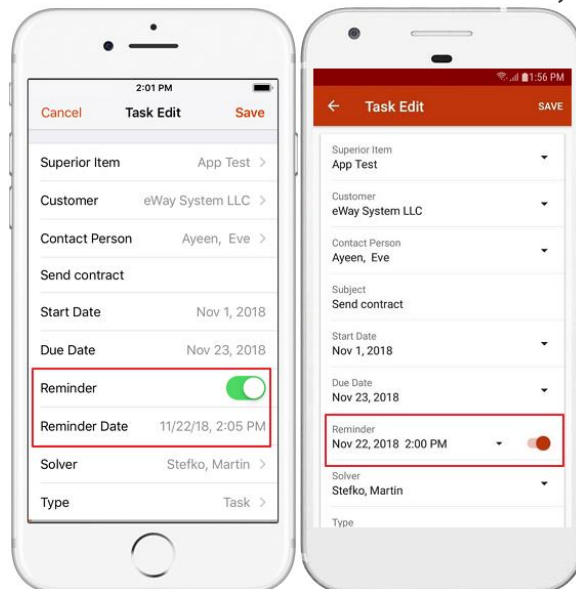 2:01 PM
Cancel Task Edit Save
Superior Item App Test
Customer eWay System LLC
Contact Person Ayeen, Eve
Send contract
Start Date Nov 1, 2018
Due Date Nov 23, 2018
Reminder
Reminder Date 11/22/18, 2:05 PM
Solver Stefko, Martin
Type Task
1:56 PM
Task Edit SAVE
Superior Item
App Test
Customer
eWay System LLC
Contact Person
Ayeen, Eve
Subject
Send contract
Start Date
Nov 1, 2018
Due Date
Nov 23, 2018
Reminder
Nov 22, 2018 2:00 PM
Solver
Stefko, Martin
Type